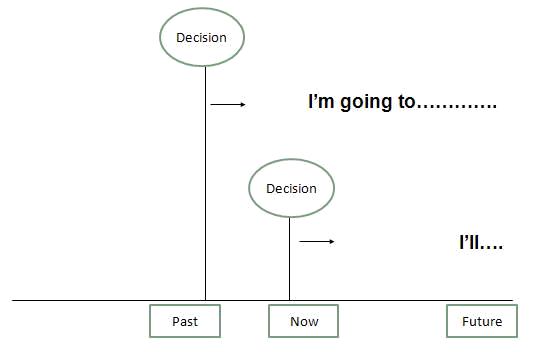 Decision
I'm going to………….
Decision
I'll….
Past
Now
Future